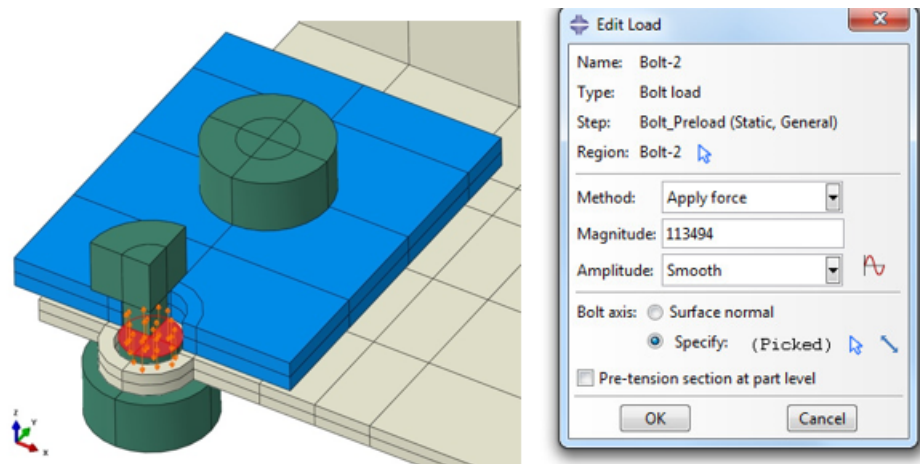 Edit Load
Name: Bolt-2
Type: Bolt load
Step: Bolt_Preload (Static, General)
Region: Bolt-2
Method: Apply force
Magnitude: 113494
Amplitude: Smooth
Bolt axis: Surface normal
Specify: (Picked)
Pre-tension section at part level
OK Cancel
z
Y
x